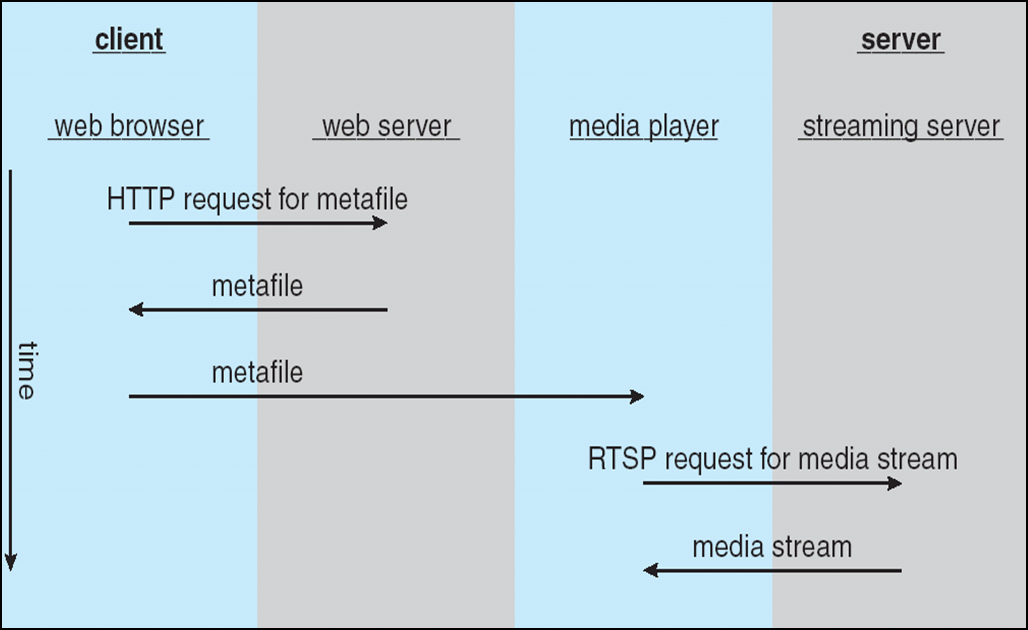 client
server
web browser
web server
media player
streaming server
HTTP request for metafile
metafile
metafile
time
RTSP request for media stream
media stream